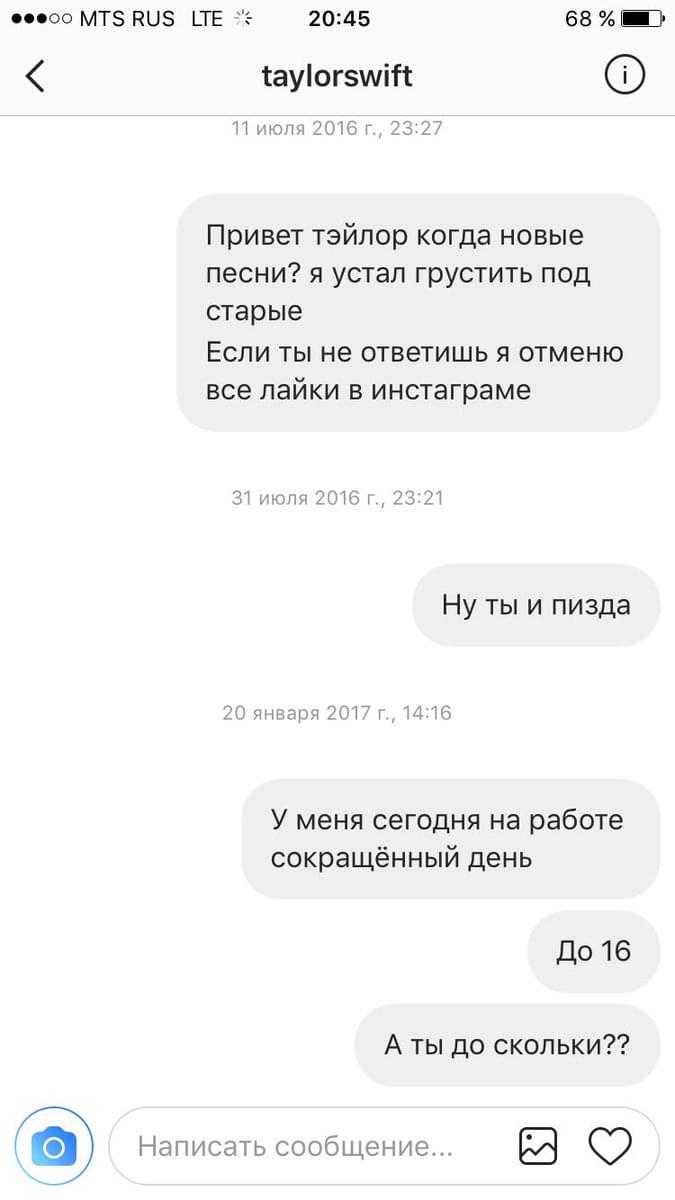 MTS RUS LTE 20:45 68 %
taylorswift
11 июля 2016 г., 23:27
Привет тэйлор когда новые
песни? я устал грустить под
старые
Если ты не ответишь я отменю
все лайки в инстаграме
31 июля 2016 г., 23:21
Ну ты и пизда
20 января 2017 г., 14:16
У меня сегодня на работе
сокращённый день
До 16
А ты до скольки??
Написать сообщение...